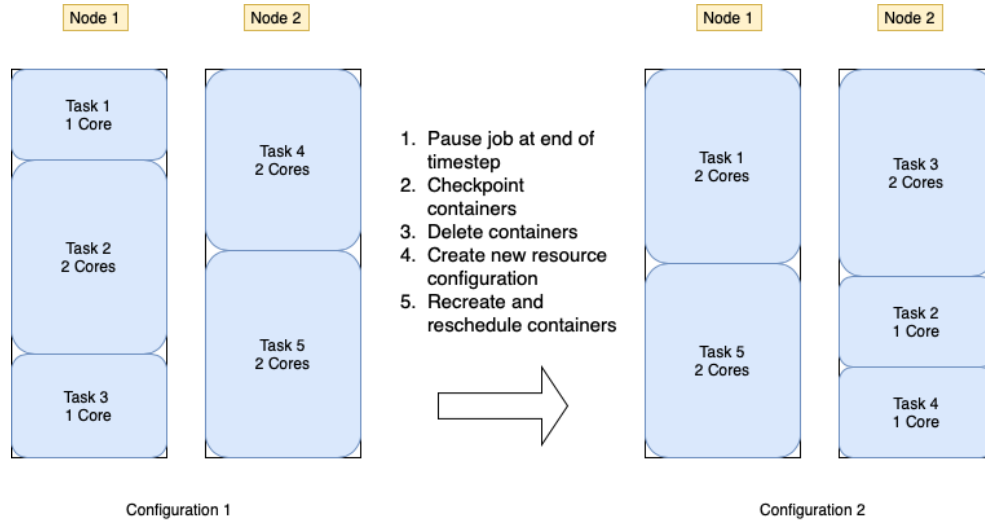 Node 1
Node 2
Node 1
Node 2
Task 1
1 Core
Task 2
2 Cores
Task 3
1 Core
Task 4
2 Cores
Task 5
2 Cores
1. Pause job at end of
timestep
2. Checkpoint
containers
3. Delete containers
4. Create new resource
configuration
5. Recreate and
reschedule containers
Task 1
2 Cores
Task 5
2 Cores
Task 3
2 Cores
Task 2
1 Core
Task 4
1 Core
Configuration 1
Configuration 2